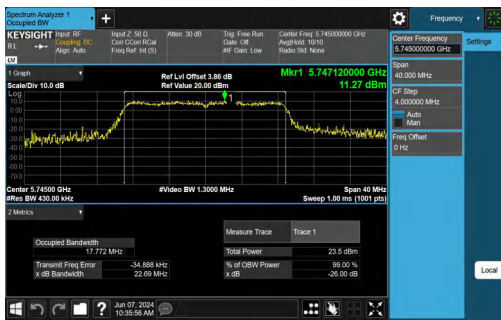 Spectrum Analyzer 1
Occupied BW
Frequency
KEYSIGHT
Input: RF
Coupling: DC
Align: Auto
Input Z: 50 Ω
Corr CCorr RCal
Freq Ref: Int (S)
Atten: 30 dB
Trig: Free Run
Gate: Off
#IF Gain: Low
Center Freq: 5.745000000 GHz
Avg|Hold: 10/10
Radio Std: None
RL
LW
Center Frequency
5.745000000 GHz
Settings
Span
40.000 MHz
CF Step
4.000000 MHz
Auto
Man
Freq Offset
0 Hz
1 Graph
Scale/Div 10.0 dB
Ref Lvl Offset 3.86 dB
Ref Value 20.00 dBm
Mkr1 5.747120000 GHz
11.27 dBm
Log
10.0
0.00
-10.0
-20.0
-30.0
-40.0
-50.0
-60.0
-70.0
1
Center 5.74500 GHz
#Res BW 430.00 kHz
#Video BW 1.3000 MHz
Span 40 MHz
Sweep 1.00 ms (1001 pts)
2 Metrics
Measure Trace
Trace 1
Occupied Bandwidth
17.772 MHz
Total Power
23.5 dBm
Transmit Freq Error
-34.888 kHz
% of OBW Power
99.00 %
x dB Bandwidth
22.69 MHz
x dB
-26.00 dB
Local
?
Jun 07, 2024
10:35:56 AM